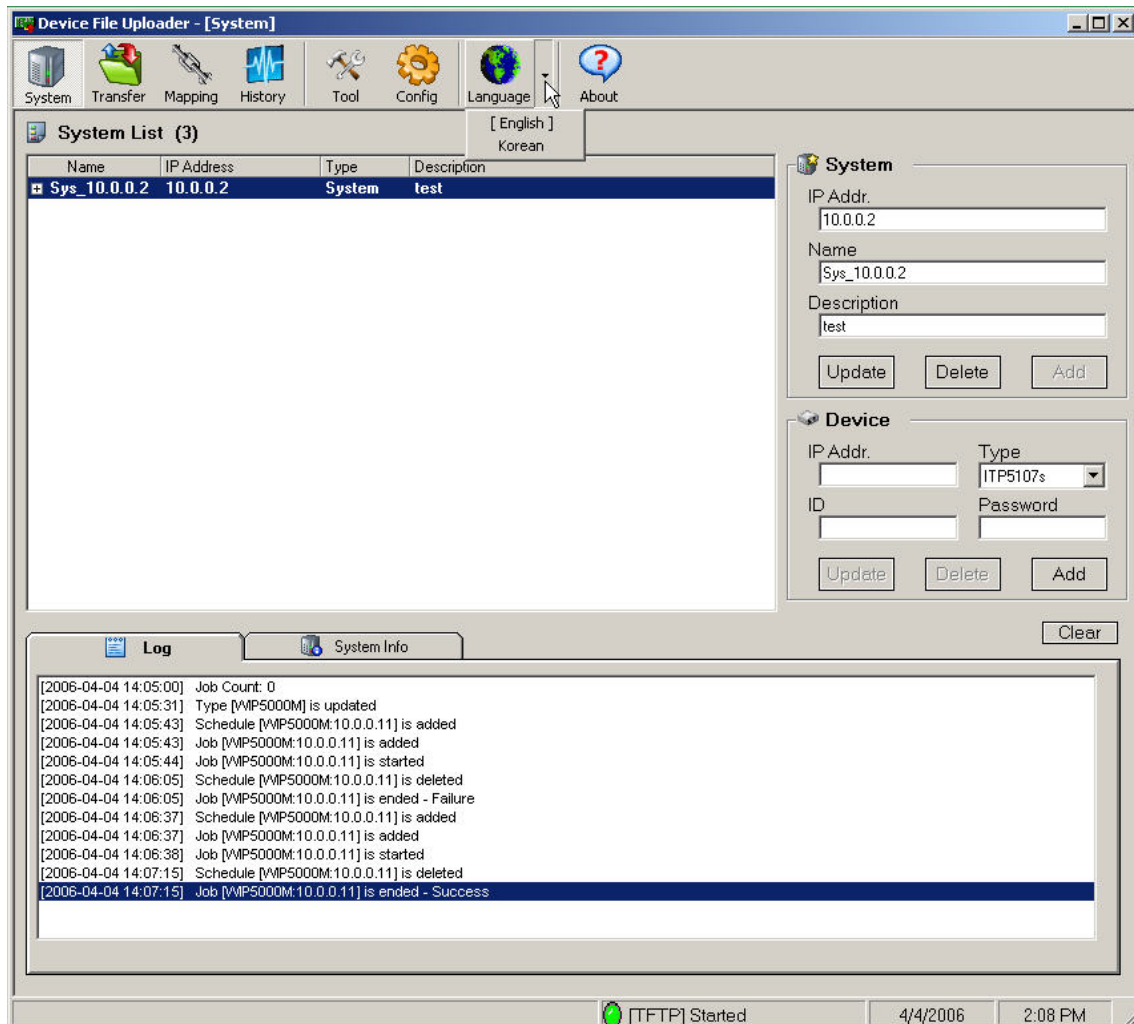 Device File Uploader - [System]
System Transfer Mapping History Tool Config Language About
[ English ]
Korean
System List (3)
Name IP Address Type Description
Sys_10.0.0.2 10.0.0.2 System test
System
IP Addr.
10.0.0.2
Name
Sys_10.0.0.2
Description
test
Update Delete Add
Device
IP Addr. Type
ITP5107s
ID Password
Update Delete Add
Clear
Log System Info
[2006-04-04 14:05:00] Job Count: 0
[2006-04-04 14:05:31] Type [WIP5000M] is updated
[2006-04-04 14:05:43] Schedule [WIP5000M:10.0.0.11] is added
[2006-04-04 14:05:43] Job [WIP5000M:10.0.0.11] is added
[2006-04-04 14:05:44] Job [WIP5000M:10.0.0.11] is started
[2006-04-04 14:06:05] Schedule [WIP5000M:10.0.0.11] is deleted
[2006-04-04 14:06:05] Job [WIP5000M:10.0.0.11] is ended - Failure
[2006-04-04 14:06:37] Schedule [WIP5000M:10.0.0.11] is added
[2006-04-04 14:06:37] Job [WIP5000M:10.0.0.11] is added
[2006-04-04 14:06:38] Job [WIP5000M:10.0.0.11] is started
[2006-04-04 14:07:15] Schedule [WIP5000M:10.0.0.11] is deleted
[2006-04-04 14:07:15] Job [WIP5000M:10.0.0.11] is ended - Success
[TFTP] Started 4/4/2006 2:08 PM